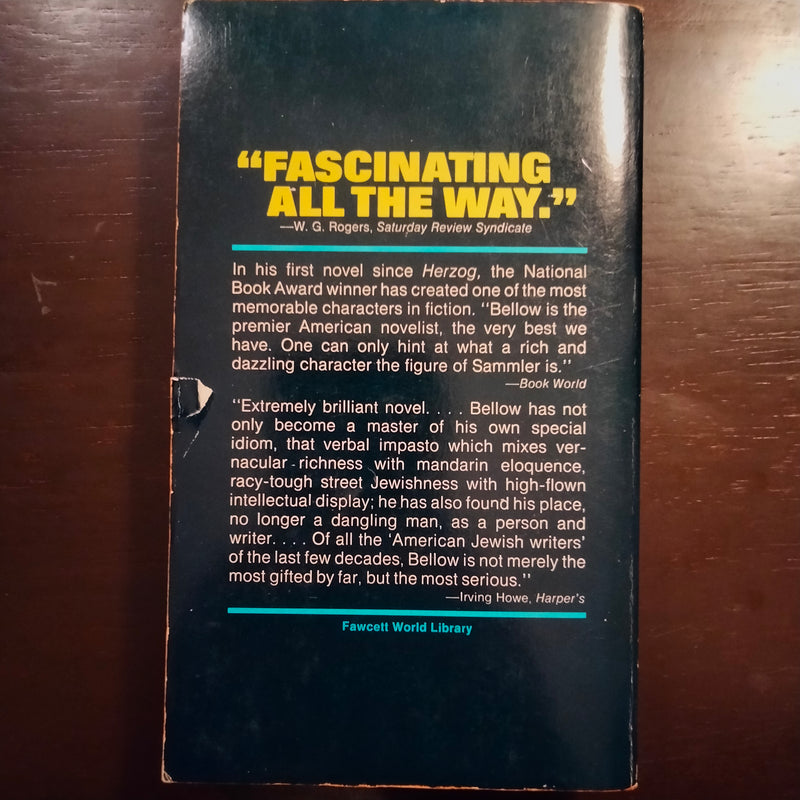 “FASCINATING
ALL THE WAY.”
—W. G. Rogers, Saturday Review Syndicate
In his first novel since Herzog, the National
Book Award winner has created one of the most
memorable characters in fiction. “Bellow is the
premier American novelist, the very best we
have. One can only hint at what a rich and
dazzling character the figure of Sammler is.”
—Book World
“Extremely brilliant novel. . . . Bellow has not
only become a master of his own special
idiom, that verbal impasto which mixes ver-
nacular richness with mandarin eloquence,
racy-tough street Jewishness with high-flown
intellectual display; he has also found his place,
no longer a dangling man, as a person and
writer. . . . Of all the ‘American Jewish writers’
of the last few decades, Bellow is not merely the
most gifted by far, but the most serious.”
—Irving Howe, Harper’s
Fawcett World Library